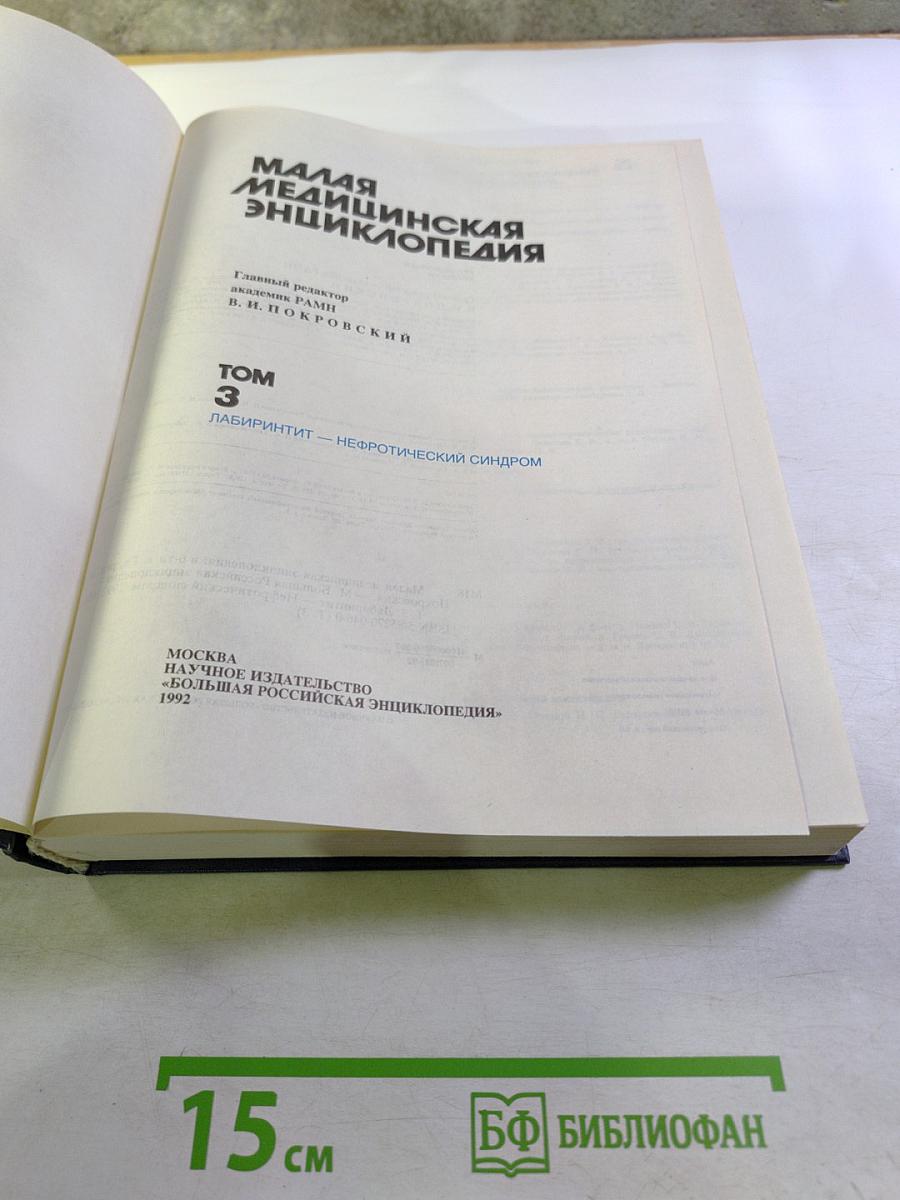 МАЛАЯ
МЕДИЦИНСКАЯ
ЭНЦИКЛОПЕДИЯ
Главный редактор
академик РАМН
В. И. ПОКРОВСКИЙ
ТОМ
3
ЛАБИРИНТИТ — НЕФРОТИЧЕСКИЙ СИНДРОМ
МОСКВА
НАУЧНОЕ ИЗДАТЕЛЬСТВО
«БОЛЬШАЯ РОССИЙСКАЯ ЭНЦИКЛОПЕДИЯ»
1992
15 см
БФ БИБЛИОФАН